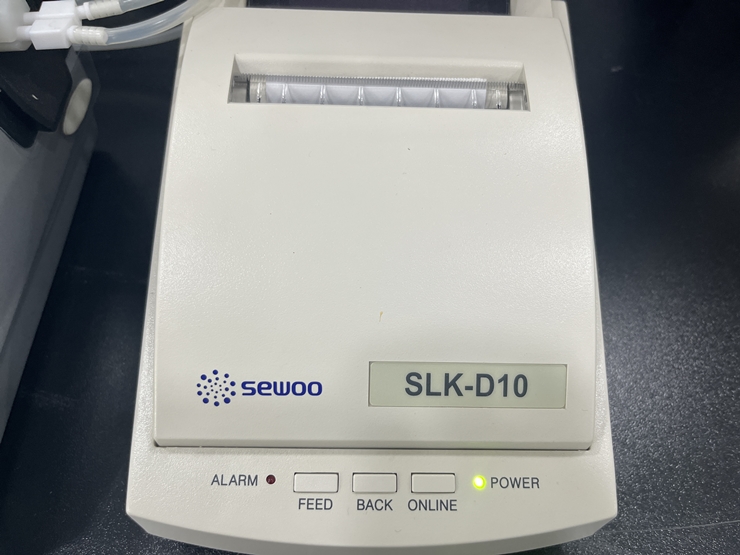 sewoo
SLK-D10
ALARM
POWER
FEED BACK ONLINE